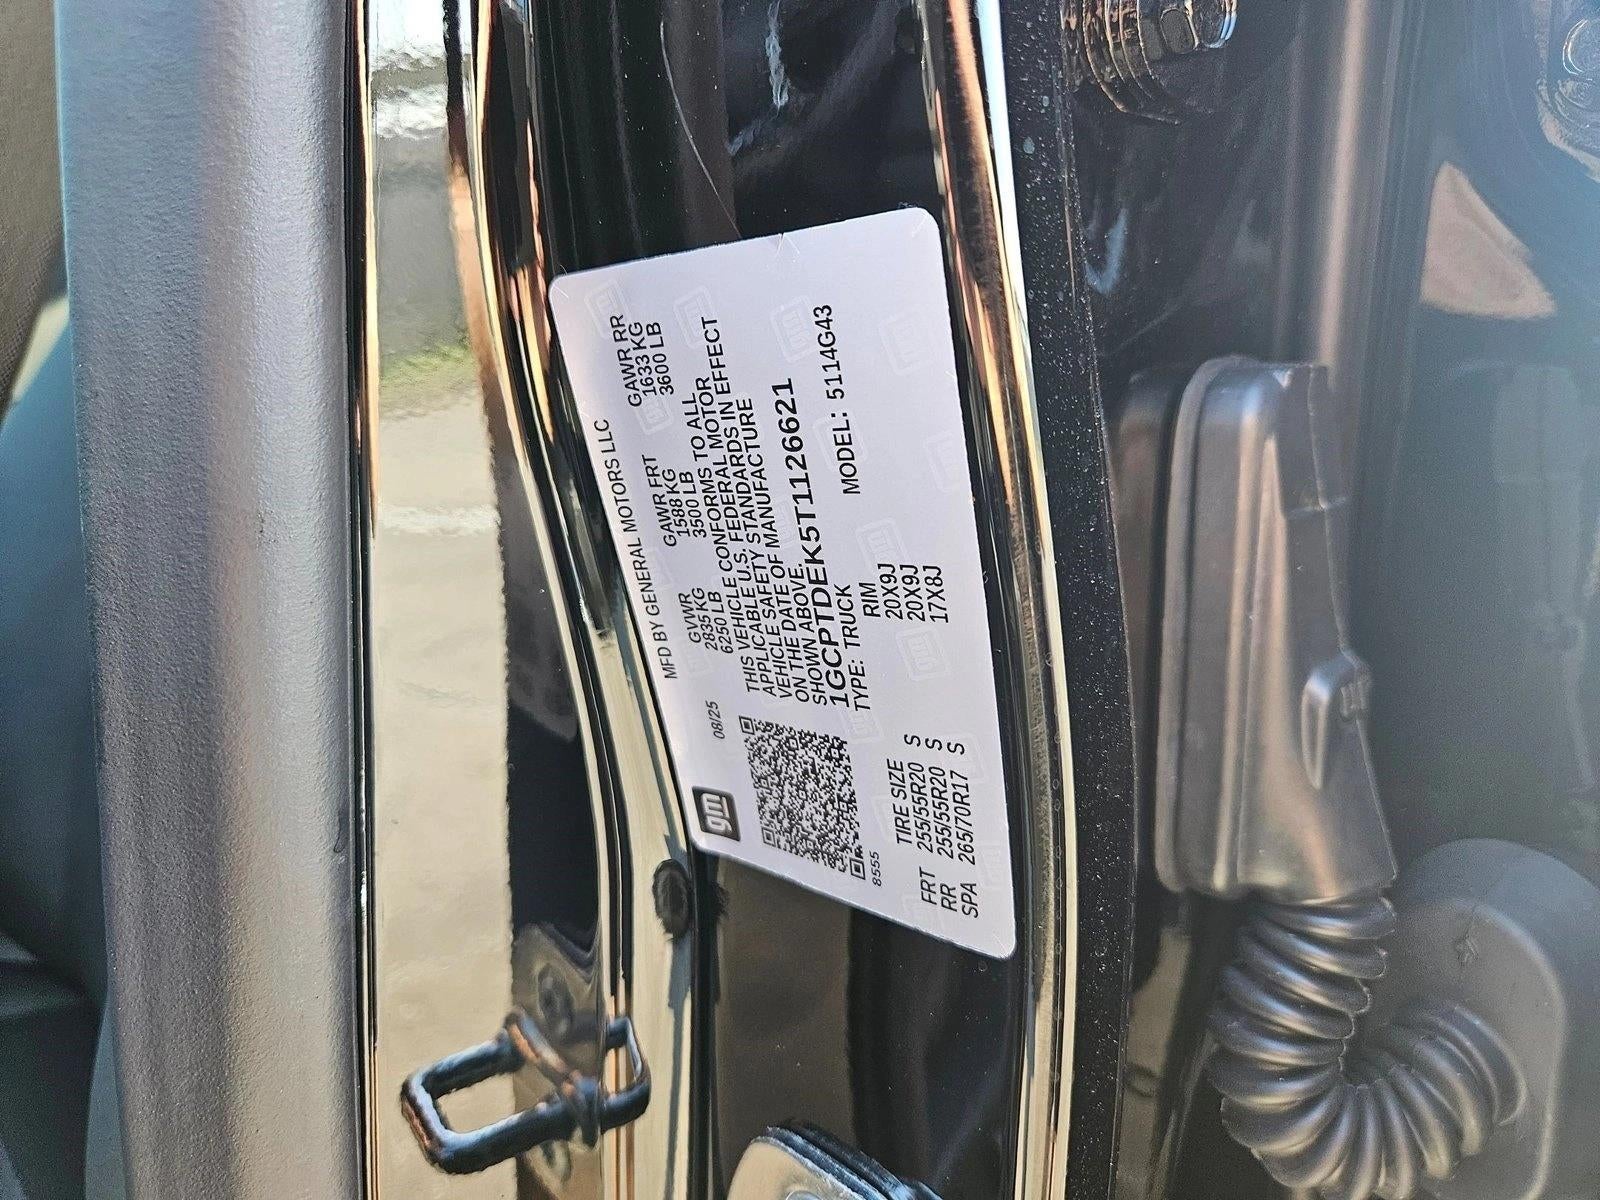 gm
08/25
MFD BY GENERAL MOTORS LLC
GVWR GAWR FRT GAWR RR
2835 KG 1588 KG 1633 KG
6250 LB 3500 LB 3600 LB
THIS VEHICLE CONFORMS TO ALL
APPLICABLE U.S. FEDERAL MOTOR
VEHICLE SAFETY STANDARDS IN EFFECT
ON THE DATE OF MANUFACTURE
SHOWN ABOVE.
1GCPTDEK5T1126621
TYPE: TRUCK MODEL: 5114G43
8555
TIRE SIZE RIM
FRT 255/55R20 S 20X9J
RR 255/55R20 S 20X9J
SPA 265/70R17 S 17X8J